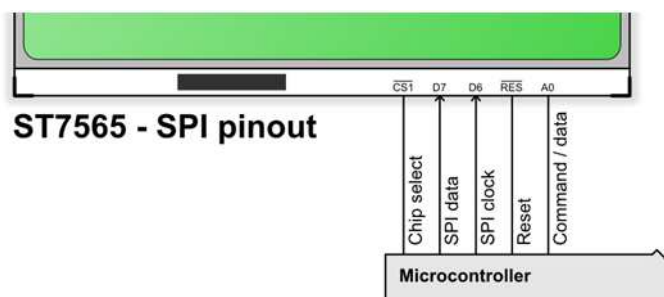 CS1 D7 D6 RES A0
ST7565 - SPI pinout
Chip select
SPI data
SPI clock
Reset
Command / data
Microcontroller